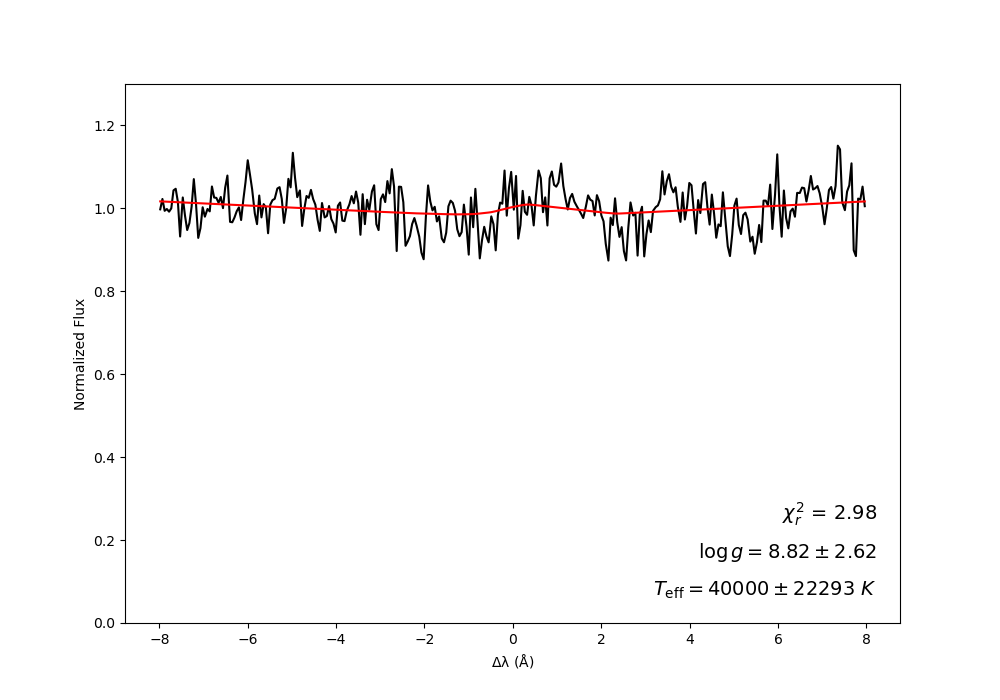 1.2
1.0
0.8
0.6
0.4
0.2
0.0
Normalized Flux
χ²ᵣ = 2.98
log g = 8.82 ± 2.62
T_eff = 40000 ± 22293 K
−8 −6 −4 −2 0 2 4 6 8
Δλ (Å)